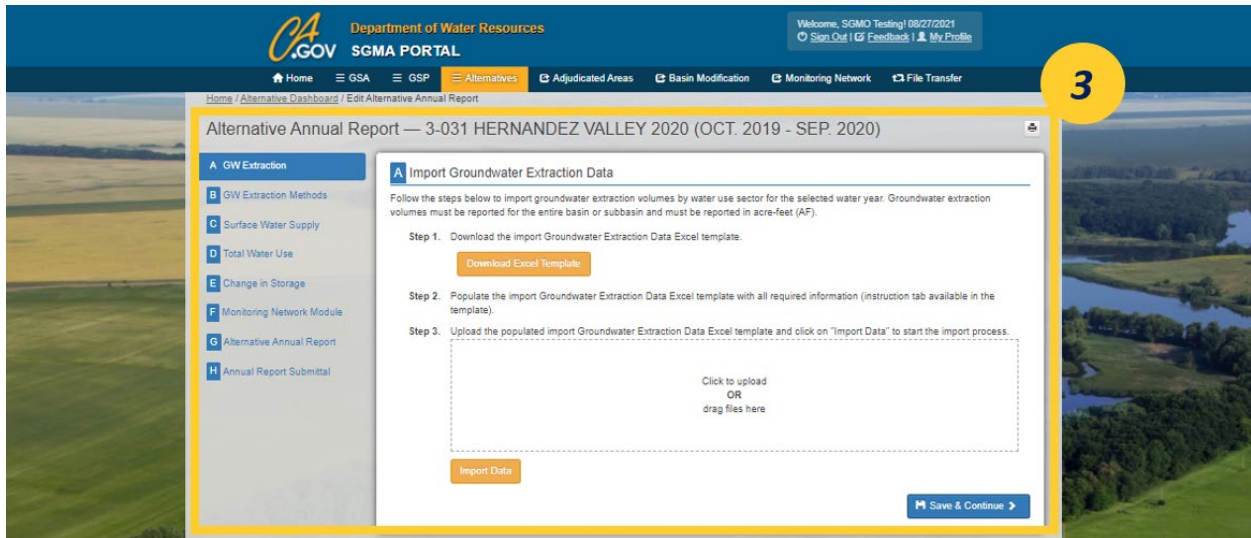 CA
.GOV
Department of Water Resources
SGMA PORTAL
Welcome, SGMO Testing! 08/27/2021
Sign Out | Feedback | My Profile
Home GSA GSP Alternatives Adjudicated Areas Basin Modification Monitoring Network File Transfer
3
Home / Alternative Dashboard / Edit Alternative Annual Report
Alternative Annual Report — 3-031 HERNANDEZ VALLEY 2020 (OCT. 2019 - SEP. 2020)
A GW Extraction
B GW Extraction Methods
C Surface Water Supply
D Total Water Use
E Change in Storage
F Monitoring Network Module
G Alternative Annual Report
H Annual Report Submittal
A Import Groundwater Extraction Data
Follow the steps below to import groundwater extraction volumes by water use sector for the selected water year. Groundwater extraction
volumes must be reported for the entire basin or subbasin and must be reported in acre-feet (AF).
Step 1. Download the import Groundwater Extraction Data Excel template.
Download Excel Template
Step 2. Populate the import Groundwater Extraction Data Excel template with all required information (instruction tab available in the
template).
Step 3. Upload the populated import Groundwater Extraction Data Excel template and click on "Import Data" to start the import process.
Click to upload
OR
drag files here
Import Data
Save & Continue